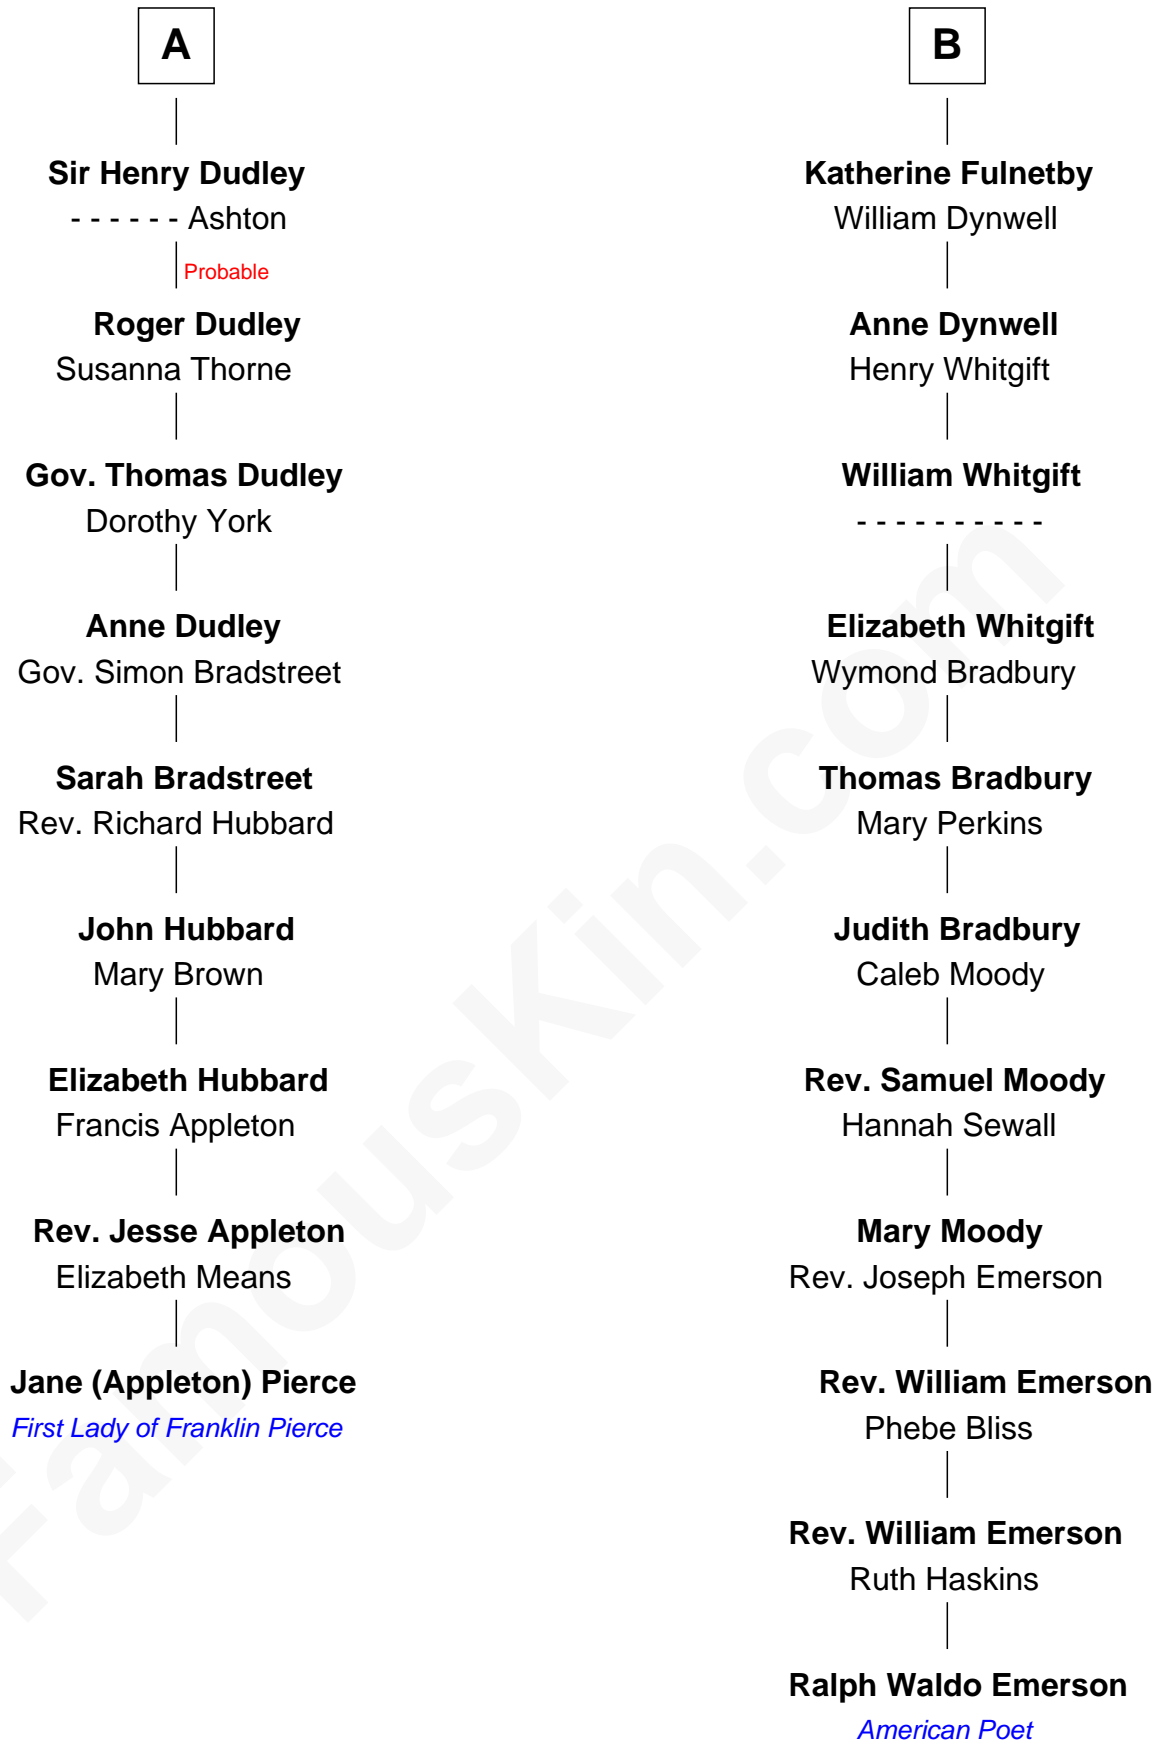 A
Sir Henry Dudley
- - - - - - Ashton
Probable
Roger Dudley
Susanna Thorne
Gov. Thomas Dudley
Dorothy York
Anne Dudley
Gov. Simon Bradstreet
Sarah Bradstreet
Rev. Richard Hubbard
John Hubbard
Mary Brown
Elizabeth Hubbard
Francis Appleton
Rev. Jesse Appleton
Elizabeth Means
Jane (Appleton) Pierce
First Lady of Franklin Pierce
B
Katherine Fulnetby
William Dynwell
Anne Dynwell
Henry Whitgift
William Whitgift
- - - - - - - - - -
Elizabeth Whitgift
Wymond Bradbury
Thomas Bradbury
Mary Perkins
Judith Bradbury
Caleb Moody
Rev. Samuel Moody
Hannah Sewall
Mary Moody
Rev. Joseph Emerson
Rev. William Emerson
Phebe Bliss
Rev. William Emerson
Ruth Haskins
Ralph Waldo Emerson
American Poet
FamousKin.com